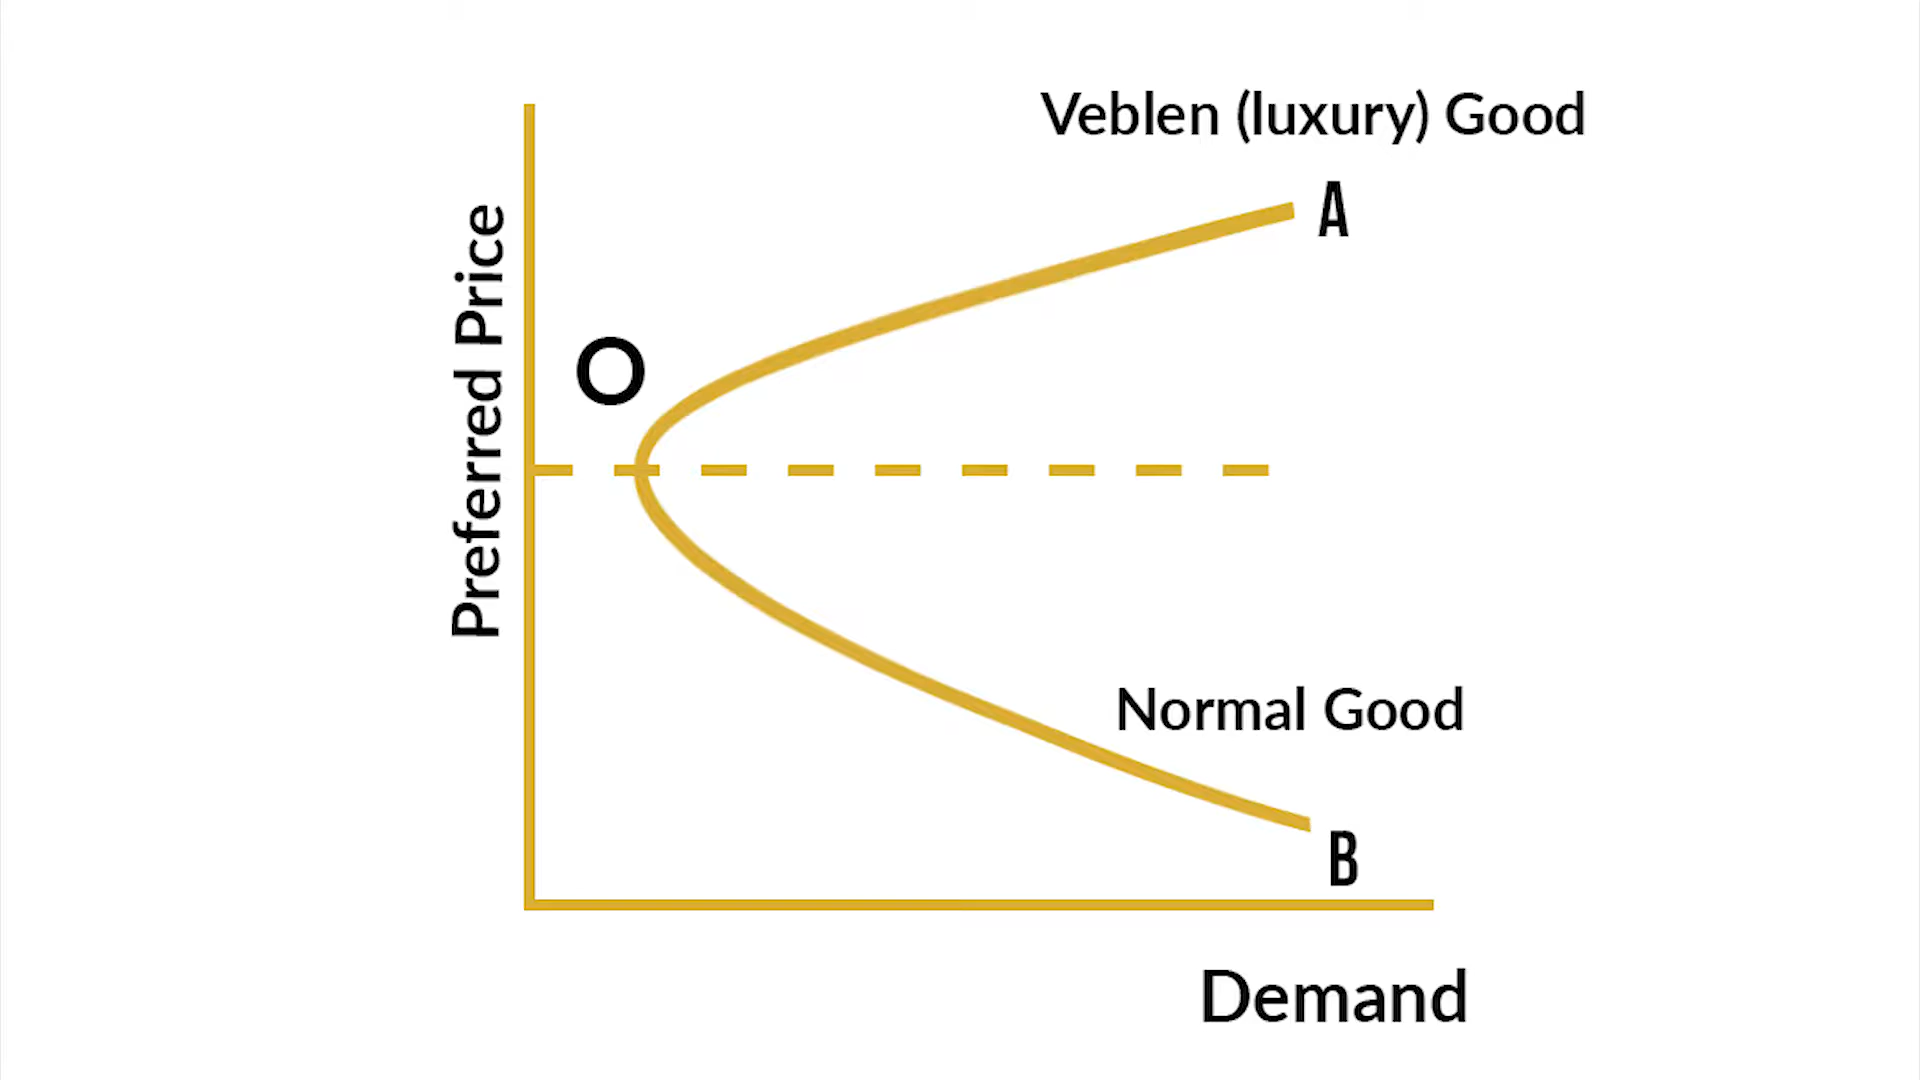 Veblen (luxury) Good
A
Preferred Price
O
Normal Good
B
Demand